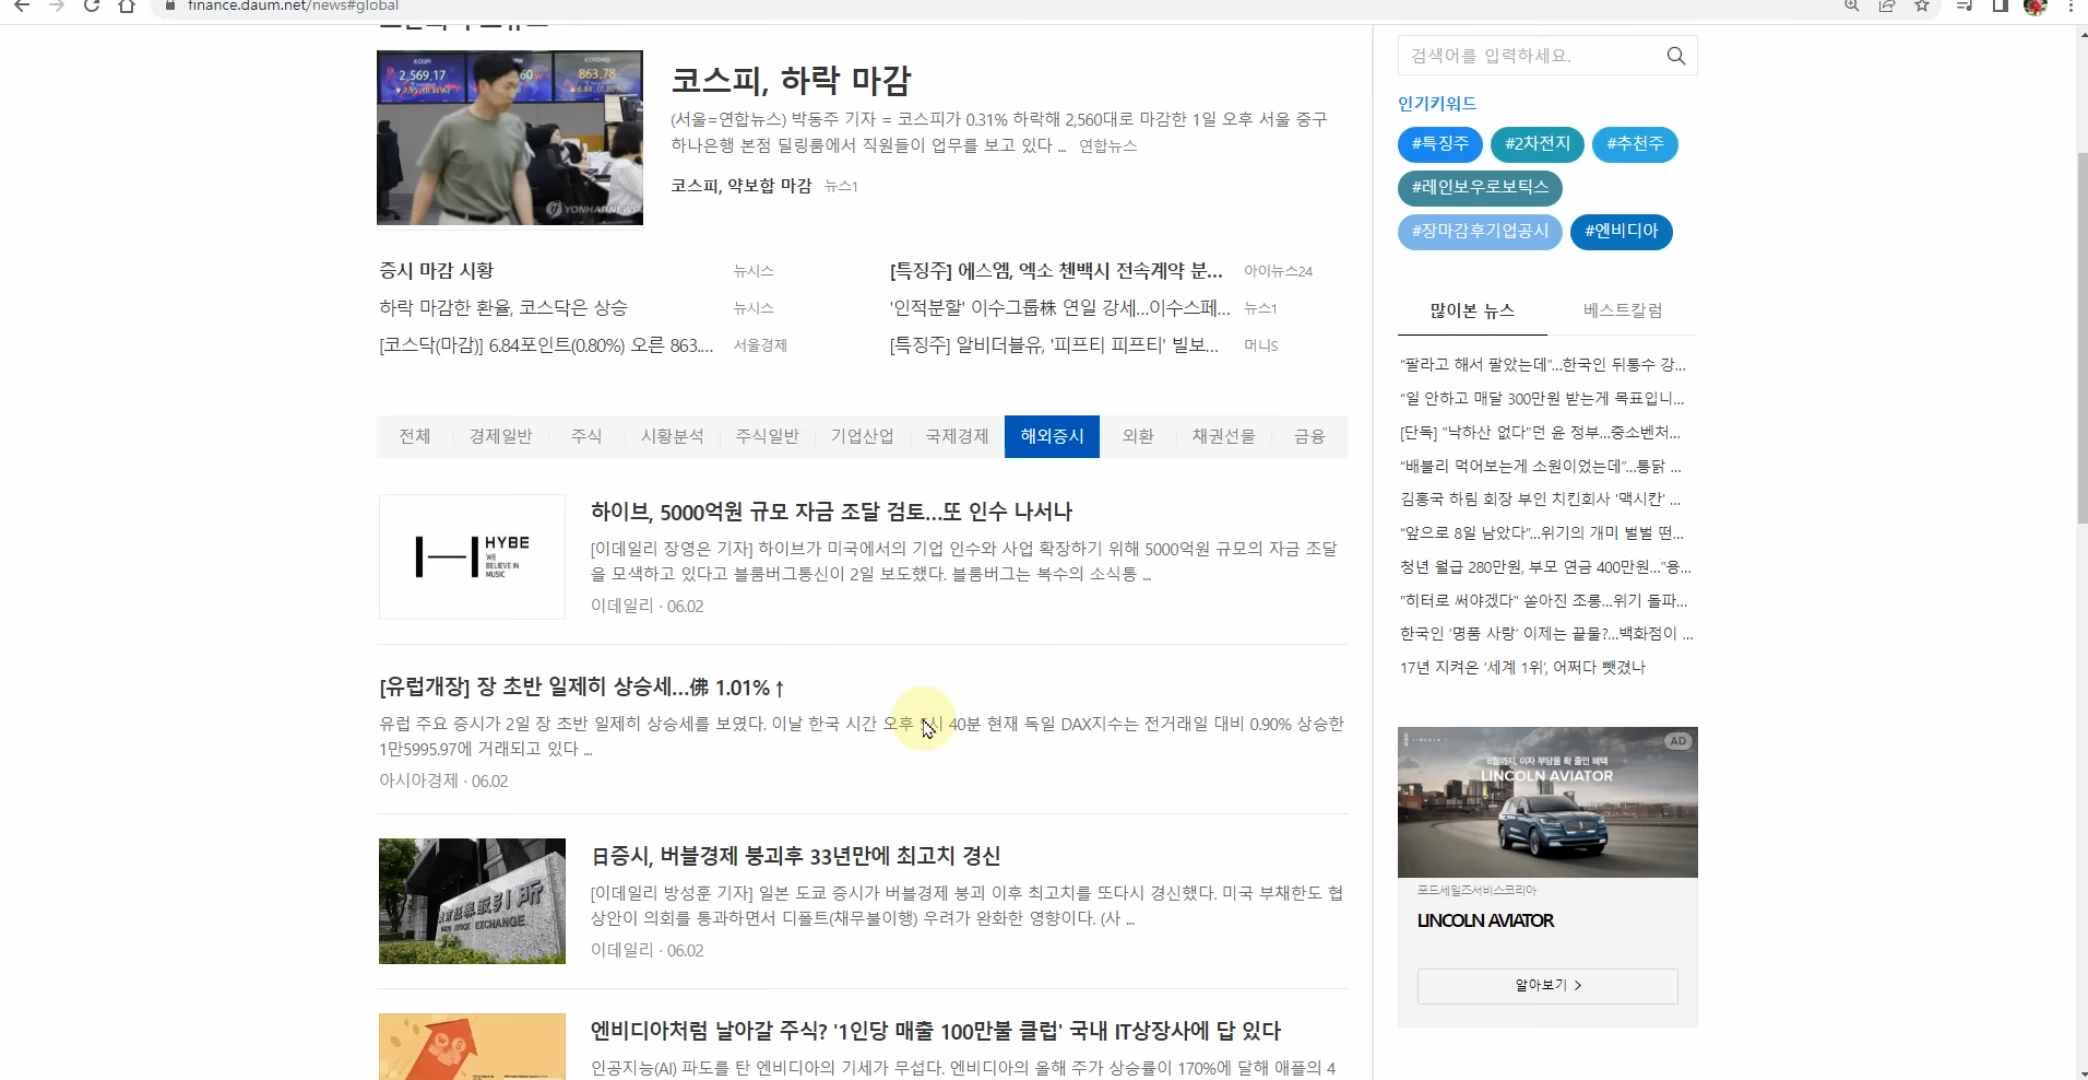 finance.daum.net/news#global
코스피, 하락 마감
(서울=연합뉴스) 박동주 기자 = 코스피가 0.31% 하락해 2,560대로 마감한 1일 오후 서울 중구
하나은행 본점 딜링룸에서 직원들이 업무를 보고 있다 ... 연합뉴스
코스피, 약보합 마감 뉴스1
KOSPI
2,569.17
863.78
YONHAPNEWS
증시 마감 시황 뉴시스
하락 마감한 환율, 코스닥은 상승 뉴시스
[코스닥(마감)] 6.84포인트(0.80%) 오른 863.... 서울경제
[특징주] 에스엠, 엑소 첸백시 전속계약 분... 아이뉴스24
'인적분할' 이수그룹株 연일 강세...이수스페... 뉴스1
[특징주] 알비더블유, '피프티 피프티' 빌보... 머니S
전체 경제일반 주식 시황분석 주식일반 기업산업 국제경제 해외증시 외환 채권선물 금융
HYBE
WE
BELIEVE IN
MUSIC
하이브, 5000억원 규모 자금 조달 검토...또 인수 나서나
[이데일리 장영은 기자] 하이브가 미국에서의 기업 인수와 사업 확장하기 위해 5000억원 규모의 자금 조달
을 모색하고 있다고 블룸버그통신이 2일 보도했다. 블룸버그는 복수의 소식통 ...
이데일리 · 06.02
[유럽개장] 장 초반 일제히 상승세...佛 1.01%↑
유럽 주요 증시가 2일 장 초반 일제히 상승세를 보였다. 이날 한국 시간 오후 40분 현재 독일 DAX지수는 전거래일 대비 0.90% 상승한
1만5995.97에 거래되고 있다 ...
아시아경제 · 06.02
STOCK EXCHANGE
日증시, 버블경제 붕괴후 33년만에 최고치 경신
[이데일리 방성훈 기자] 일본 도쿄 증시가 버블경제 붕괴 이후 최고치를 또다시 경신했다. 미국 부채한도 협
상안이 의회를 통과하면서 디폴트(채무불이행) 우려가 완화한 영향이다. (사 ...
이데일리 · 06.02
엔비디아처럼 날아갈 주식? '1인당 매출 100만불 클럽' 국내 IT상장사에 답 있다
인공지능(AI) 파도를 탄 엔비디아의 기세가 무섭다. 엔비디아의 올해 주가 상승률이 170%에 달해 애플의 4
검색어를 입력하세요.
인기키워드
#특징주 #2차전지 #추천주
#레인보우로보틱스
#장마감후기업공시 #엔비디아
많이본 뉴스 베스트칼럼
"팔라고 해서 팔았는데"...한국인 뒤통수 강...
"일 안하고 매달 300만원 받는게 목표입니...
[단독] "낙하산 없다"던 윤 정부...중소벤처...
"배불리 먹어보는게 소원이었는데"...통닭 ...
김홍국 하림 회장 부인 치킨회사 '맥시칸' ...
"앞으로 8일 남았다"...위기의 개미 벌벌 떤...
청년 월급 280만원, 부모 연금 400만원..."용...
"히터로 써야겠다" 쏟아진 조롱...위기 돌파...
한국인 '명품 사랑' 이제는 끝물?...백화점이 ...
17년 지켜온 '세계 1위', 어쩌다 뺏겼나
AD
LINCOLN AVIATOR
포드세일즈서비스코리아
LINCOLN AVIATOR
알아보기 >